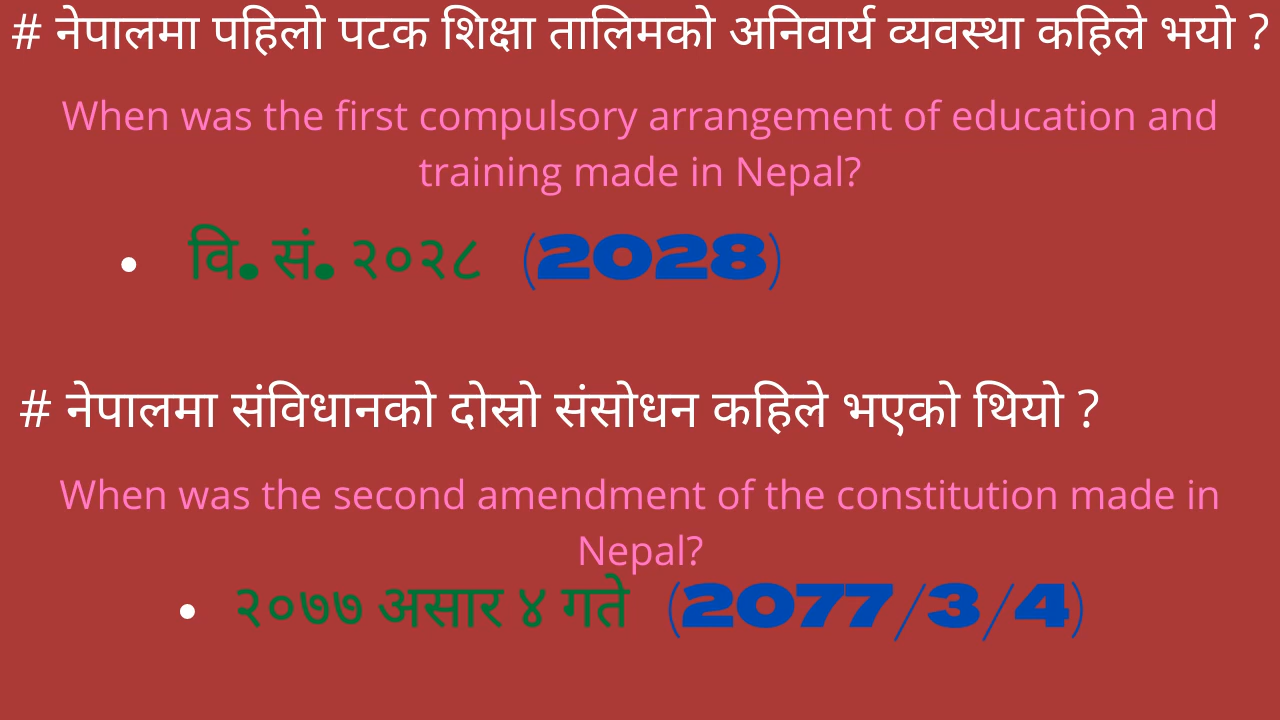 # नेपालमा पहिलो पटक शिक्षा तालिमको अनिवार्य व्यवस्था कहिले भयो ?
When was the first compulsory arrangement of education and
training made in Nepal?
• वि. सं. २०२८ (2028)
# नेपालमा संविधानको दोस्रो संसोधन कहिले भएको थियो ?
When was the second amendment of the constitution made in
Nepal?
• २०७७ असार ४ गते (2077/3/4)